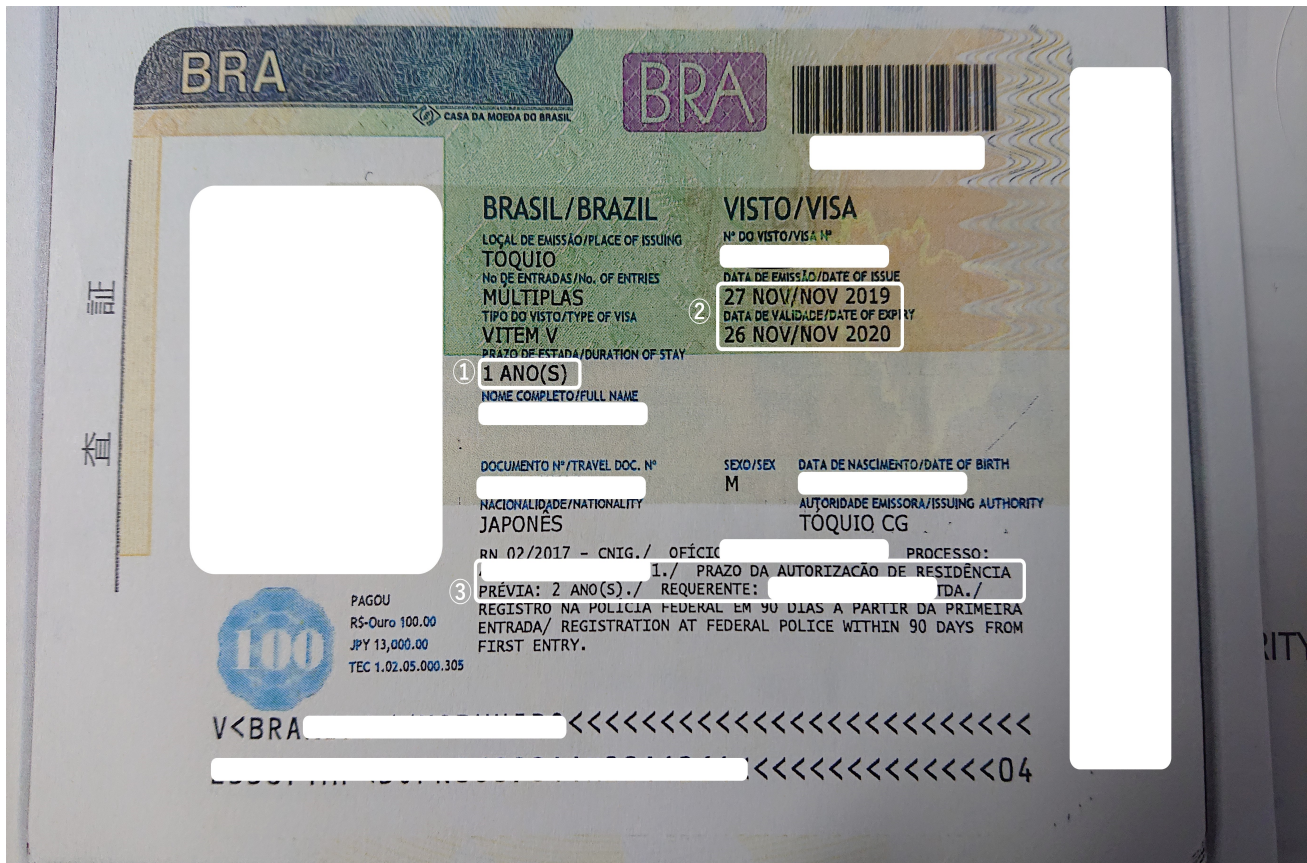 BRA
BRA
CASA DA MOEDA DO BRASIL
BRASIL/BRAZIL
VISTO/VISA
LOCAL DE EMISSÃO/PLACE OF ISSUING
Nº DO VISTO/VISA Nº
TÓQUIO
No DE ENTRADAS/No. OF ENTRIES
DATA DE EMISSÃO/DATE OF ISSUE
MÚLTIPLAS
② 27 NOV/NOV 2019
TIPO DO VISTO/TYPE OF VISA
DATA DE VALIDADE/DATE OF EXPIRY
VITEM V
26 NOV/NOV 2020
PRAZO DE ESTADA/DURATION OF STAY
① 1 ANO(S)
NOME COMPLETO/FULL NAME
DOCUMENTO Nº/TRAVEL DOC. Nº
SEXO/SEX
DATA DE NASCIMENTO/DATE OF BIRTH
M
NACIONALIDADE/NATIONALITY
AUTORIDADE EMISSORA/ISSUING AUTHORITY
JAPONÊS
TÓQUIO CG
RN 02/2017 – CNIG./ OFÍCIO PROCESSO:
1./ PRAZO DA AUTORIZAÇÃO DE RESIDÊNCIA
③ PRÉVIA: 2 ANO(S)./ REQUERENTE: TDA./
REGISTRO NA POLÍCIA FEDERAL EM 90 DIAS A PARTIR DA PRIMEIRA
ENTRADA/ REGISTRATION AT FEDERAL POLICE WITHIN 90 DAYS FROM
FIRST ENTRY.
100
PAGOU
R$-Ouro 100.00
JPY 13,000.00
TEC 1.02.05.000.305
V<BRA <<<<<<<<<<<<<<<<<<<<<<<<
<<<<<<<<<<<<<<04
査証
RITY